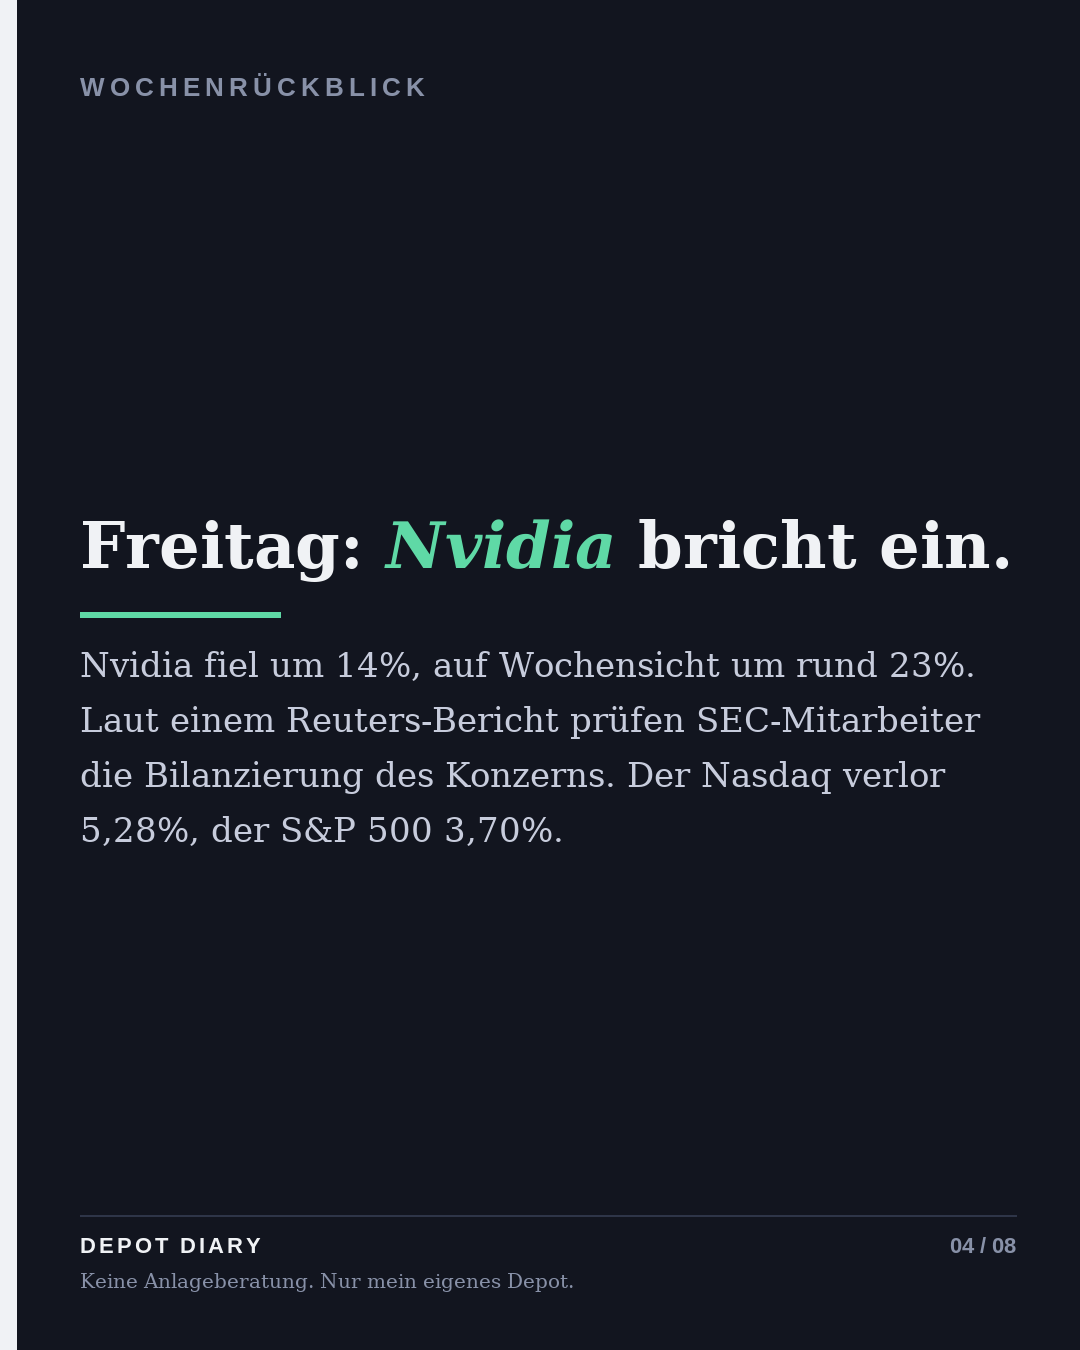 WOCHENRÜCKBLICK
Freitag: Nvidia bricht ein.
Nvidia fiel um 14%, auf Wochensicht um rund 23%.
Laut einem Reuters-Bericht prüfen SEC-Mitarbeiter
die Bilanzierung des Konzerns. Der Nasdaq verlor
5,28%, der S&P 500 3,70%.
DEPOT DIARY
04 / 08
Keine Anlageberatung. Nur mein eigenes Depot.